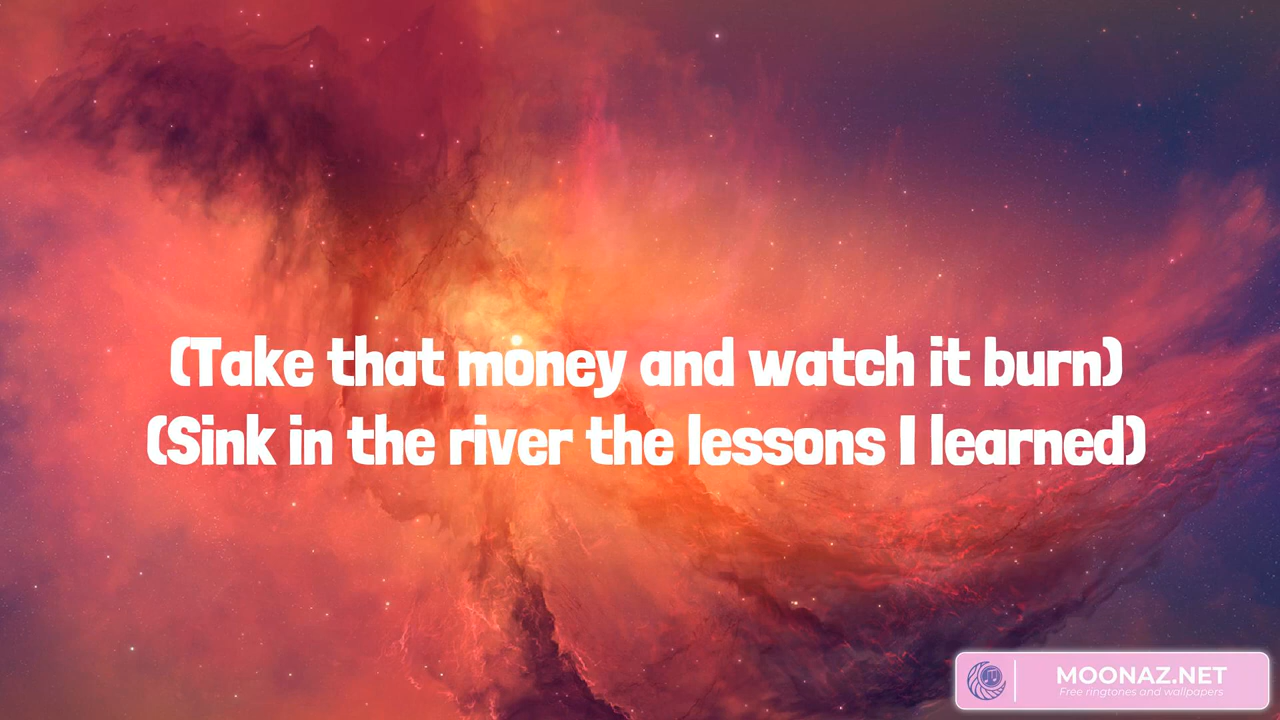 (Take that money and watch it burn)
(Sink in the river the lessons I learned)
MOONAZ.NET
Free ringtones and wallpapers